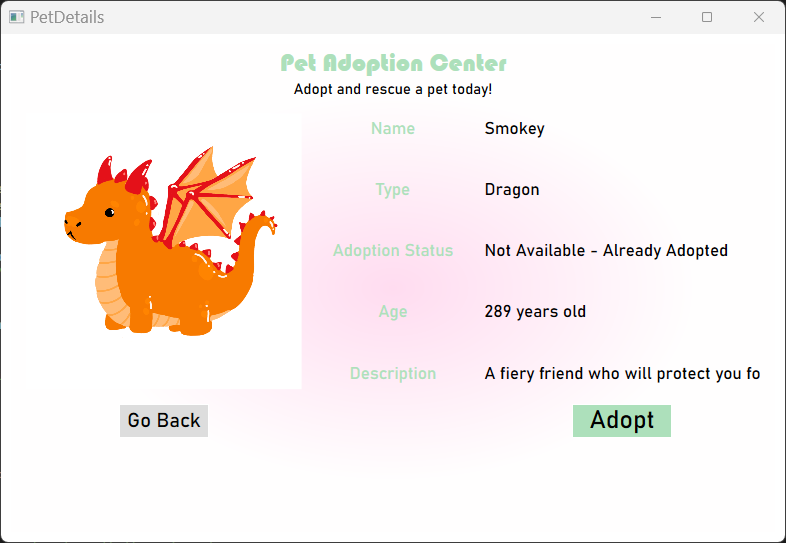 PetDetails
Pet Adoption Center
Adopt and rescue a pet today!
Name Smokey
Type Dragon
Adoption Status Not Available - Already Adopted
Age 289 years old
Description A fiery friend who will protect you fo
Go Back Adopt